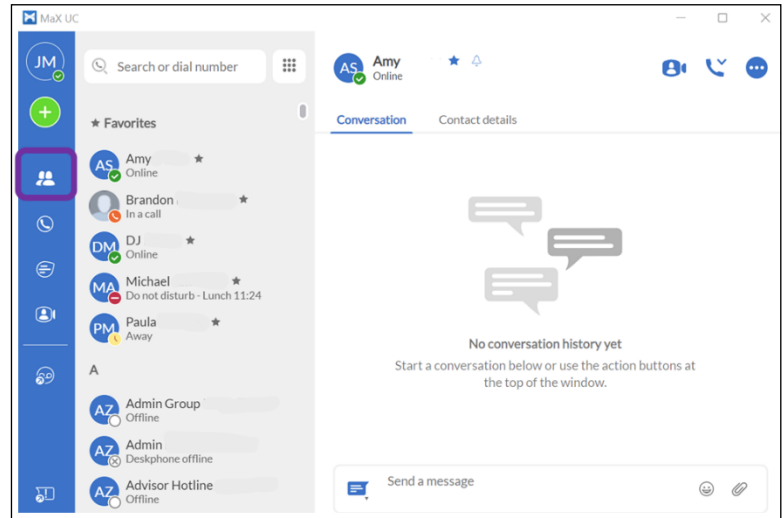 MaX UC
JM
Search or dial number
★ Favorites
AS
Amy
Online
Brandon
In a call
DM
DJ
Online
MA
Michael
Do not disturb - Lunch 11:24
PM
Paula
Away
A
AZ
Admin Group
Offline
AZ
Admin
Deskphone offline
AZ
Advisor Hotline
Offline
AS
Amy
Online
Conversation Contact details
No conversation history yet
Start a conversation below or use the action buttons at
the top of the window.
Send a message